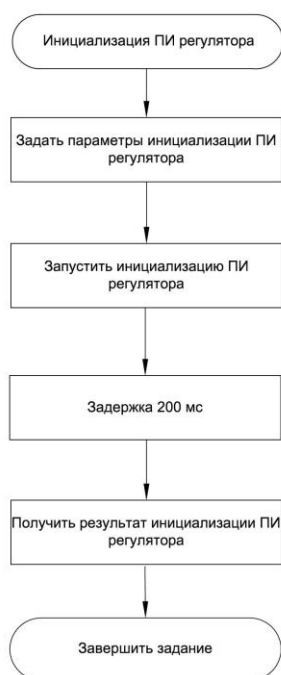 Инициализация ПИ регулятора
Задать параметры инициализации ПИ
регулятора
Запустить инициализацию ПИ
регулятора
Задержка 200 мс
Получить результат инициализации ПИ
регулятора
Завершить задание